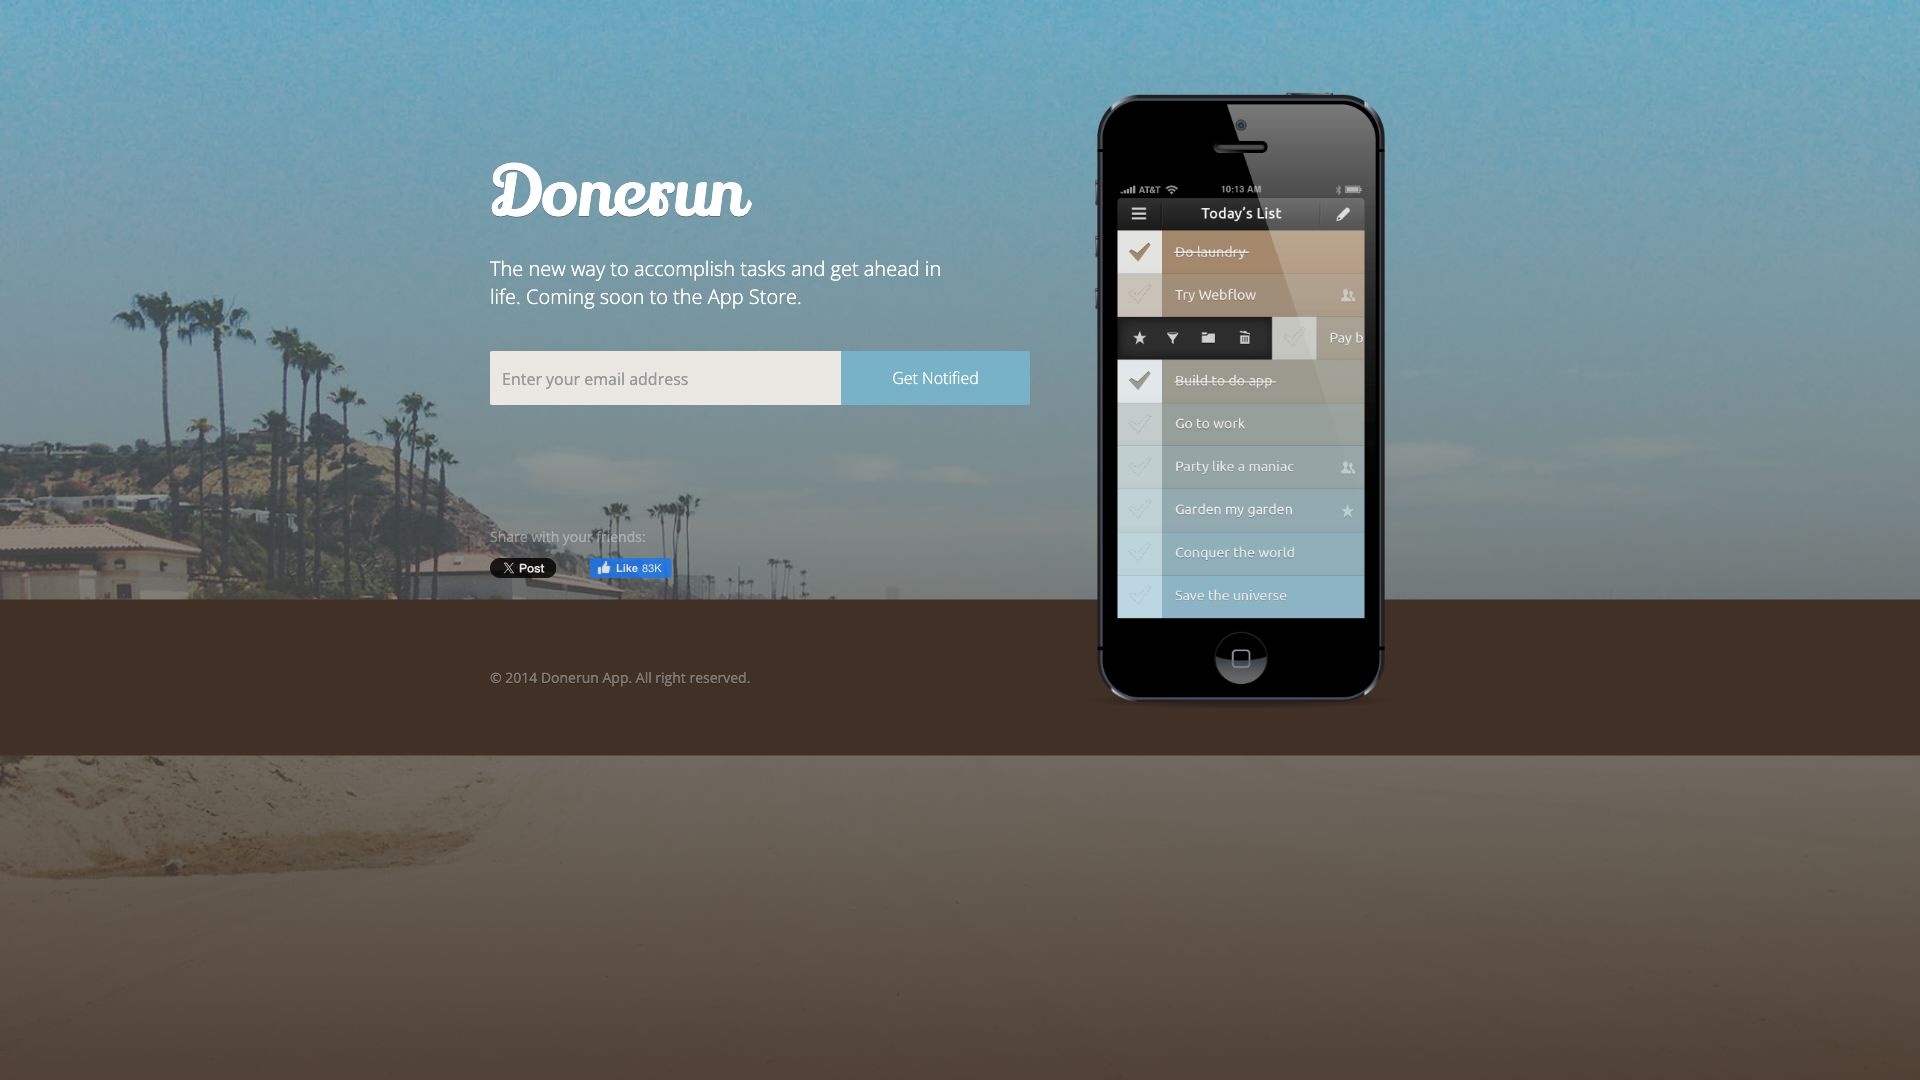 Donerun
The new way to accomplish tasks and get ahead in
life. Coming soon to the App Store.
Enter your email address
Get Notified
Share with your friends:
Post
Like 83K
© 2014 Donerun App. All right reserved.
AT&T
10:13 AM
Today's List
Do laundry
Try Webflow
Pay b
Build to do app
Go to work
Party like a maniac
Garden my garden
Conquer the world
Save the universe